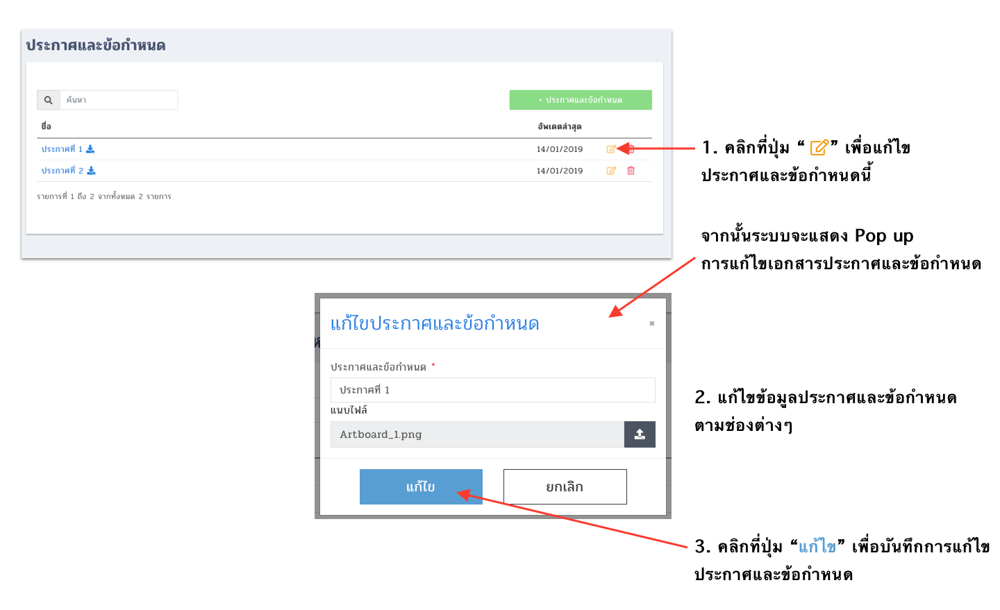 ประกาศและข้อกำหนด
ค้นหา
+ ประกาศและข้อกำหนด
ชื่อ อัพเดตล่าสุด
ประกาศที่ 1 14/01/2019
ประกาศที่ 2 14/01/2019
รายการที่ 1 ถึง 2 จากทั้งหมด 2 รายการ
1. คลิกที่ปุ่ม “ ” เพื่อแก้ไข
ประกาศและข้อกำหนดนี้
จากนั้นระบบจะแสดง Pop up
การแก้ไขเอกสารประกาศและข้อกำหนด
แก้ไขประกาศและข้อกำหนด
×
ประกาศและข้อกำหนด *
ประกาศที่ 1
แนบไฟล์
Artboard_1.png
แก้ไข ยกเลิก
2. แก้ไขข้อมูลประกาศและข้อกำหนด
ตามช่องต่างๆ
3. คลิกที่ปุ่ม “แก้ไข” เพื่อบันทึกการแก้ไข
ประกาศและข้อกำหนด